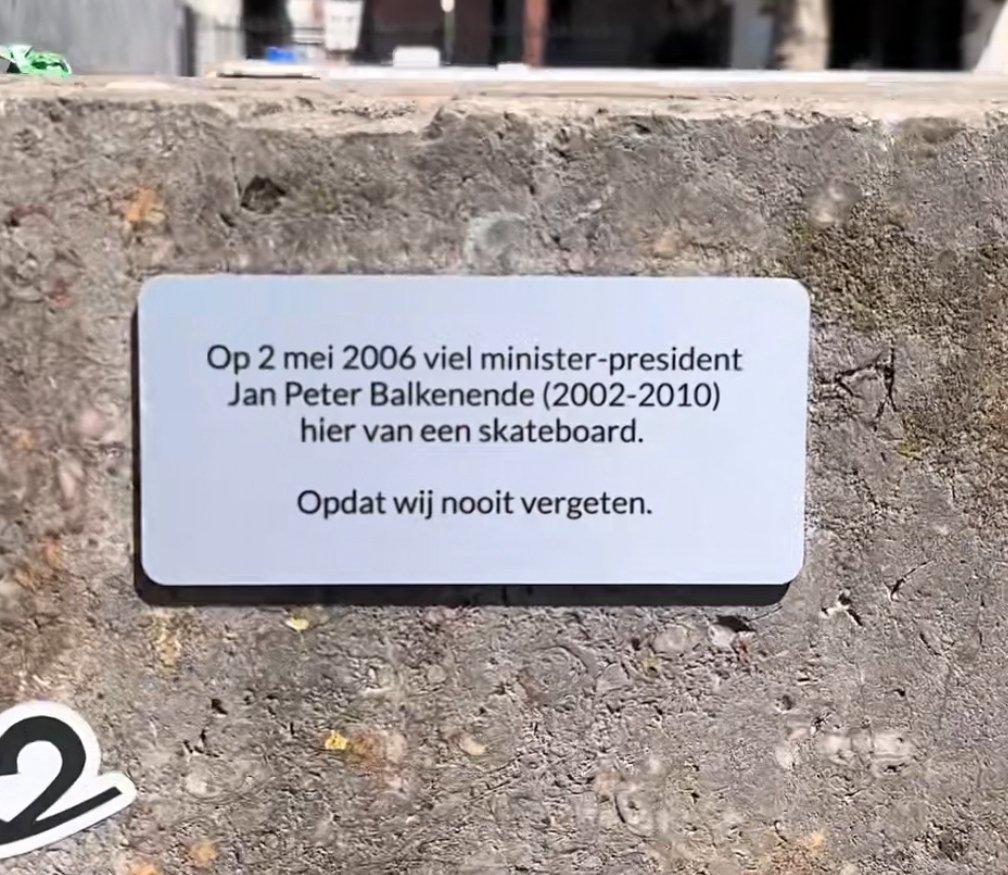 Op 2 mei 2006 viel minister-president
Jan Peter Balkenende (2002-2010)
hier van een skateboard.
Opdat wij nooit vergeten.
2